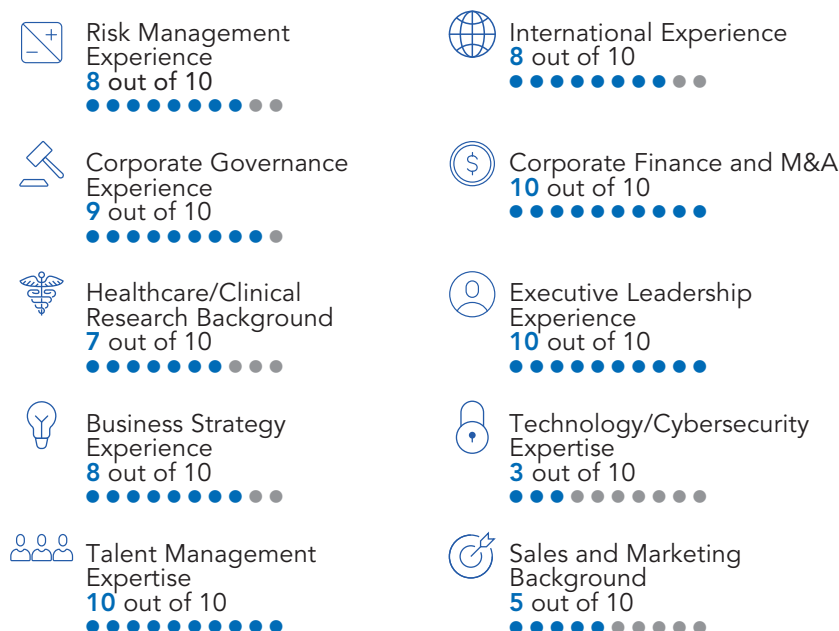 Risk Management
Experience
8 out of 10
International Experience
8 out of 10
Corporate Governance
Experience
9 out of 10
Corporate Finance and M&A
10 out of 10
$
Healthcare/Clinical
Research Background
7 out of 10
Executive Leadership
Experience
10 out of 10
Business Strategy
Experience
8 out of 10
Technology/Cybersecurity
Expertise
3 out of 10
Talent Management
Expertise
10 out of 10
Sales and Marketing
Background
5 out of 10